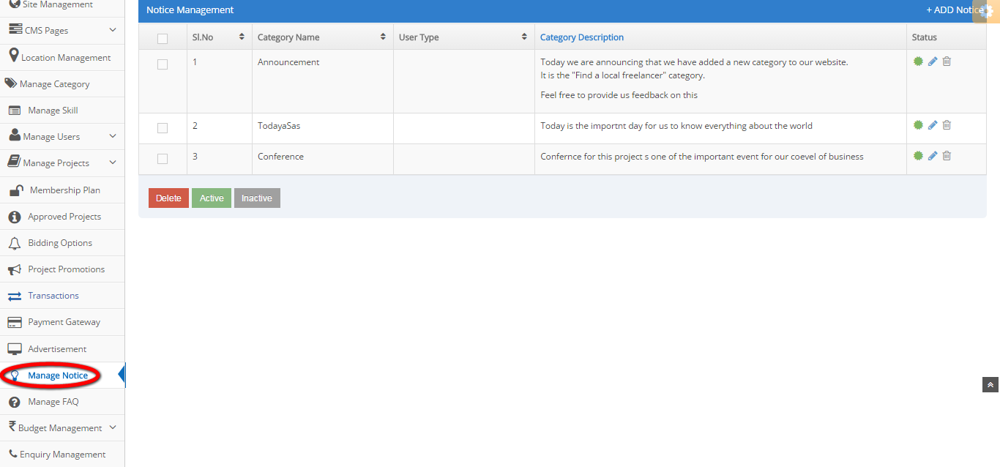 Site Management
CMS Pages
Location Management
Manage Category
Manage Skill
Manage Users
Manage Projects
Membership Plan
Approved Projects
Bidding Options
Project Promotions
Transactions
Payment Gateway
Advertisement
Manage Notice
Manage FAQ
Budget Management
Enquiry Management
Notice Management
+ ADD Notice
Sl.No Category Name User Type Category Description Status
1 Announcement Today we are announcing that we have added a new category to our website.
It is the "Find a local freelancer" category.
Feel free to provide us feedback on this
2 TodayaSas Today is the importnt day for us to know everything about the world
3 Conference Confernce for this project s one of the important event for our coevel of business
Delete Active Inactive